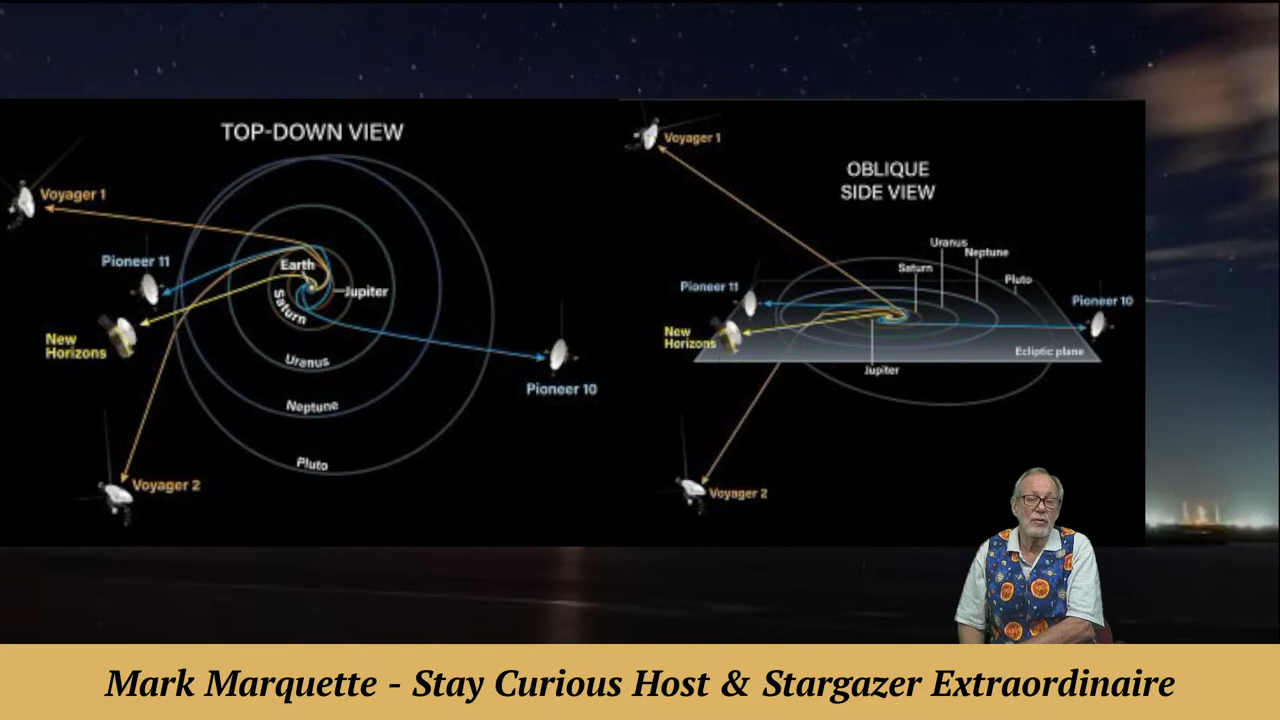 TOP-DOWN VIEW
Voyager 1
Pioneer 11
Earth
Jupiter
Saturn
New
Horizons
Uranus
Pioneer 10
Neptune
Pluto
Voyager 2
Voyager 1
OBLIQUE
SIDE VIEW
Uranus
Neptune
Saturn
Pluto
Pioneer 11
Pioneer 10
New
Horizons
Ecliptic plane
Jupiter
Voyager 2
Mark Marquette - Stay Curious Host & Stargazer Extraordinaire